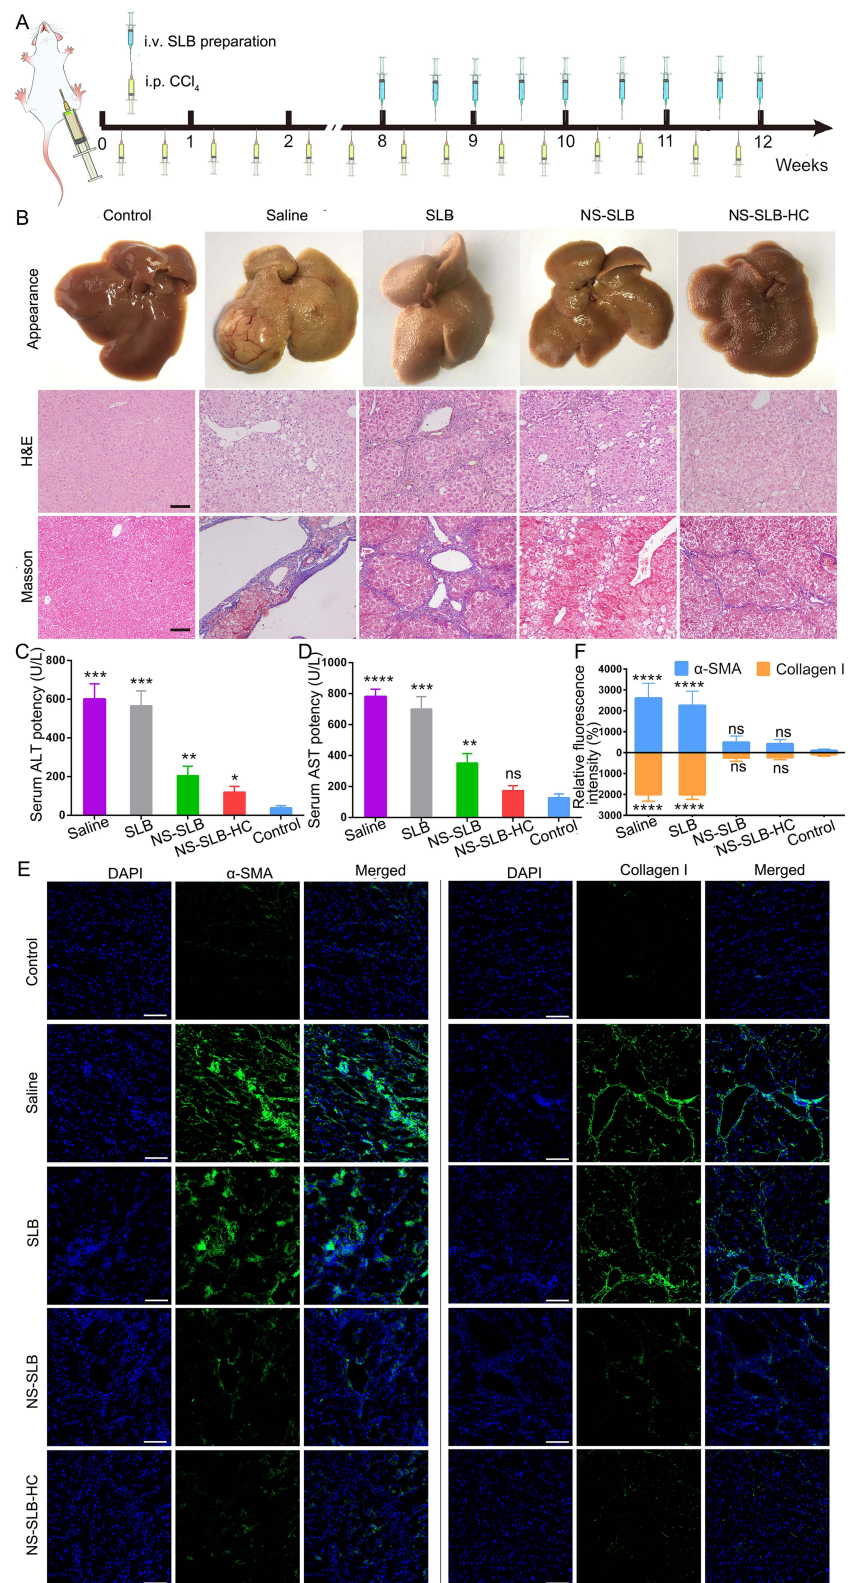 A
i.v. SLB preparation
i.p. CCl4
0 1 2 8 9 10 11 12
Weeks
B
Control Saline SLB NS-SLB NS-SLB-HC
Appearance
H&E
Masson
C
Serum ALT potency (U/L)
800
600
400
200
0
***
***
**
*
Saline SLB NS-SLB NS-SLB-HC Control
D
Serum AST potency (U/L)
1000
800
600
400
200
0
****
***
**
ns
Saline SLB NS-SLB NS-SLB-HC Control
F
α-SMA Collagen I
Relative fluorescence
intensity (%)
4000
3000
2000
1000
0
1000
2000
3000
**** **** ns ns
**** **** ns ns
Saline SLB NS-SLB NS-SLB-HC Control
E
DAPI α-SMA Merged DAPI Collagen I Merged
Control
Saline
SLB
NS-SLB
NS-SLB-HC